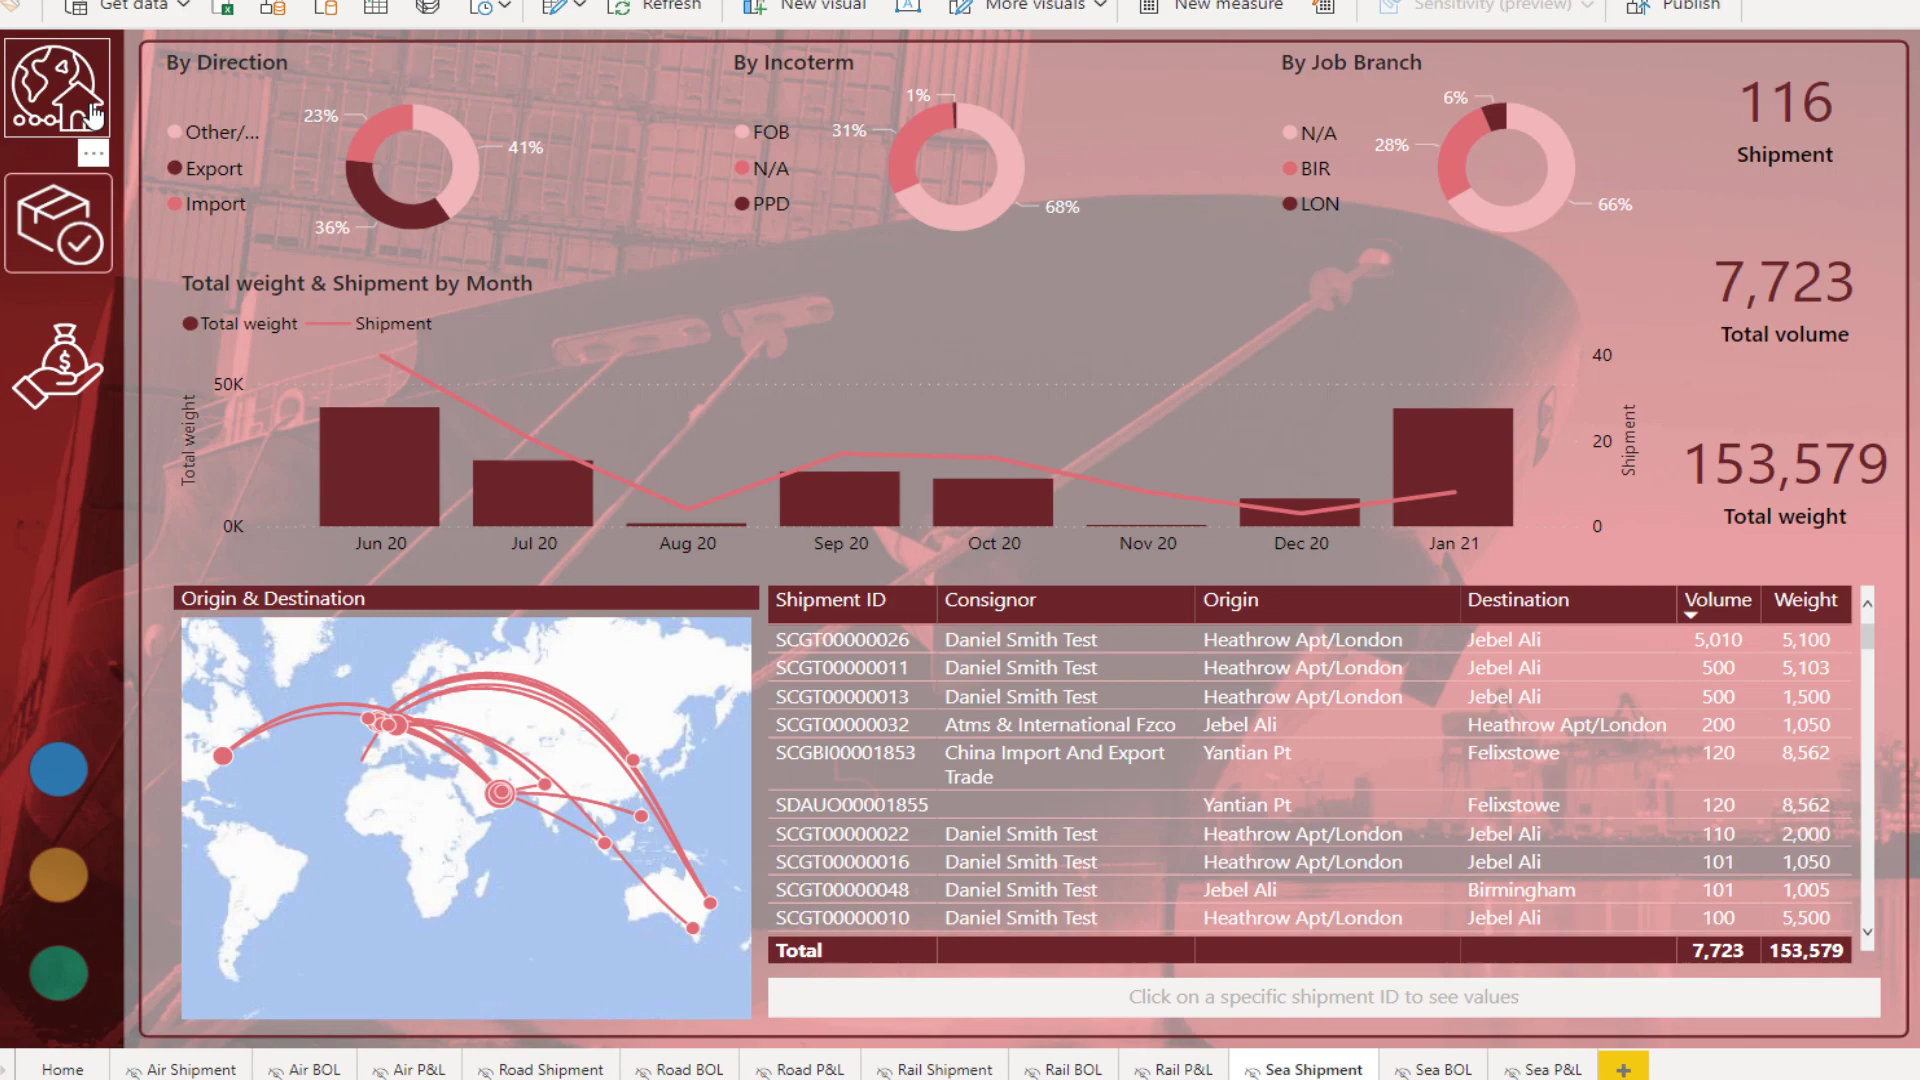 Get data
Refresh
New visual
More visuals
New measure
Sensitivity (preview)
Publish
By Direction
By Incoterm
By Job Branch
Other/...
Export
Import
23%
41%
36%
FOB
N/A
PPD
1%
31%
68%
N/A
BIR
LON
6%
28%
66%
116
Shipment
7,723
Total volume
153,579
Total weight
Total weight & Shipment by Month
Total weight
Shipment
50K
0K
Total weight
40
20
0
Shipment
Jun 20 Jul 20 Aug 20 Sep 20 Oct 20 Nov 20 Dec 20 Jan 21
Origin & Destination
Shipment ID Consignor Origin Destination Volume Weight
SCGT00000026 Daniel Smith Test Heathrow Apt/London Jebel Ali 5,010 5,100
SCGT00000011 Daniel Smith Test Heathrow Apt/London Jebel Ali 500 5,103
SCGT00000013 Daniel Smith Test Heathrow Apt/London Jebel Ali 500 1,500
SCGT00000032 Atms & International Fzco Jebel Ali Heathrow Apt/London 200 1,050
SCGBI00001853 China Import And Export Yantian Pt Felixstowe 120 8,562
Trade
SDAUO00001855 Yantian Pt Felixstowe 120 8,562
SCGT00000022 Daniel Smith Test Heathrow Apt/London Jebel Ali 110 2,000
SCGT00000016 Daniel Smith Test Heathrow Apt/London Jebel Ali 101 1,050
SCGT00000048 Daniel Smith Test Jebel Ali Birmingham 101 1,005
SCGT00000010 Daniel Smith Test Heathrow Apt/London Jebel Ali 100 5,500
Total 7,723 153,579
Click on a specific shipment ID to see values
Home Air Shipment Air BOL Air P&L Road Shipment Road BOL Road P&L Rail Shipment Rail BOL Rail P&L Sea Shipment Sea BOL Sea P&L +